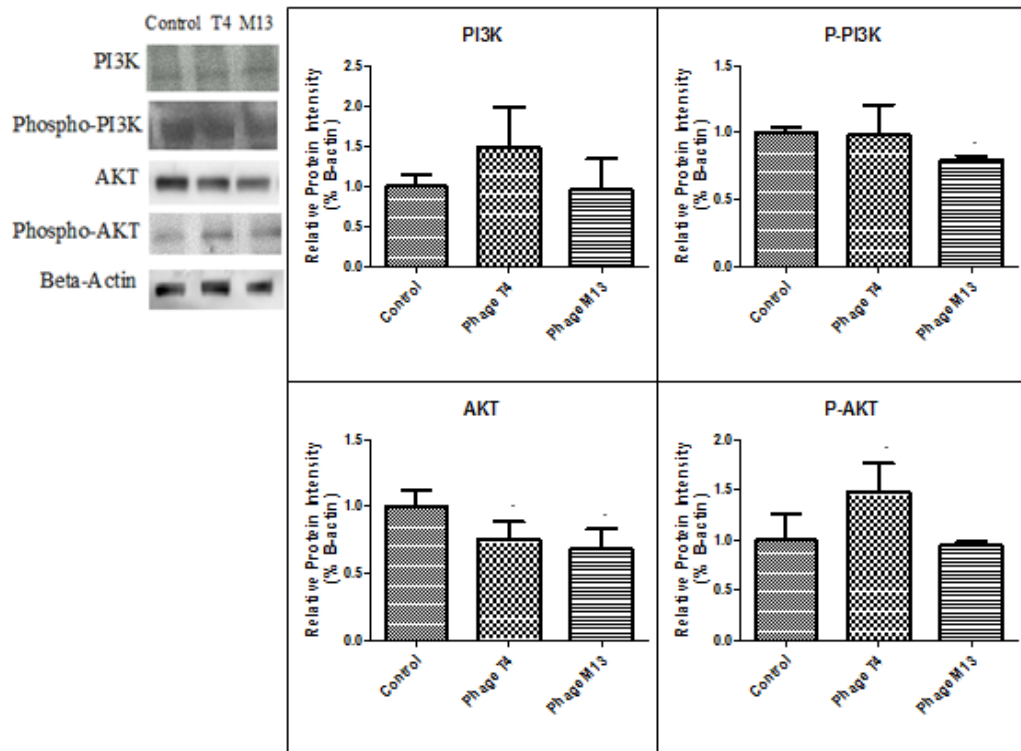 Control T4 M13
PI3K
Phospho-PI3K
AKT
Phospho-AKT
Beta-Actin
PI3K
Relative Protein Intensity
(% B-actin)
2.5
2.0
1.5
1.0
0.5
0.0
Control
Phage T4
Phage M13
P-PI3K
Relative Protein Intensity
(% B-actin)
1.5
1.0
0.5
0.0
Control
Phage T4
Phage M13
AKT
Relative Protein Intensity
(% B-actin)
1.5
1.0
0.5
0.0
Control
Phage T4
Phage M13
P-AKT
Relative Protein Intensity
(% B-actin)
2.0
1.5
1.0
0.5
0.0
Control
Phage T4
Phage M13